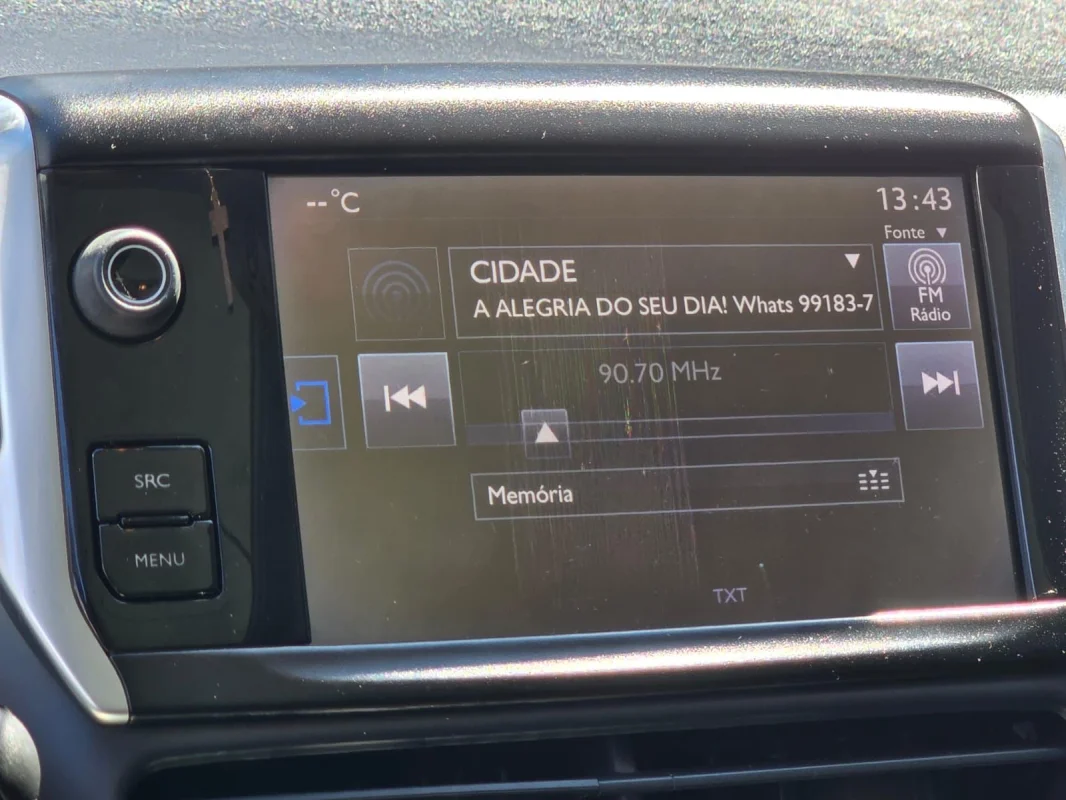 --°C
13:43
Fonte
CIDADE
A ALEGRIA DO SEU DIA! Whats 99183-7
FM
Rádio
90.70 MHz
SRC
Memória
MENU
TXT